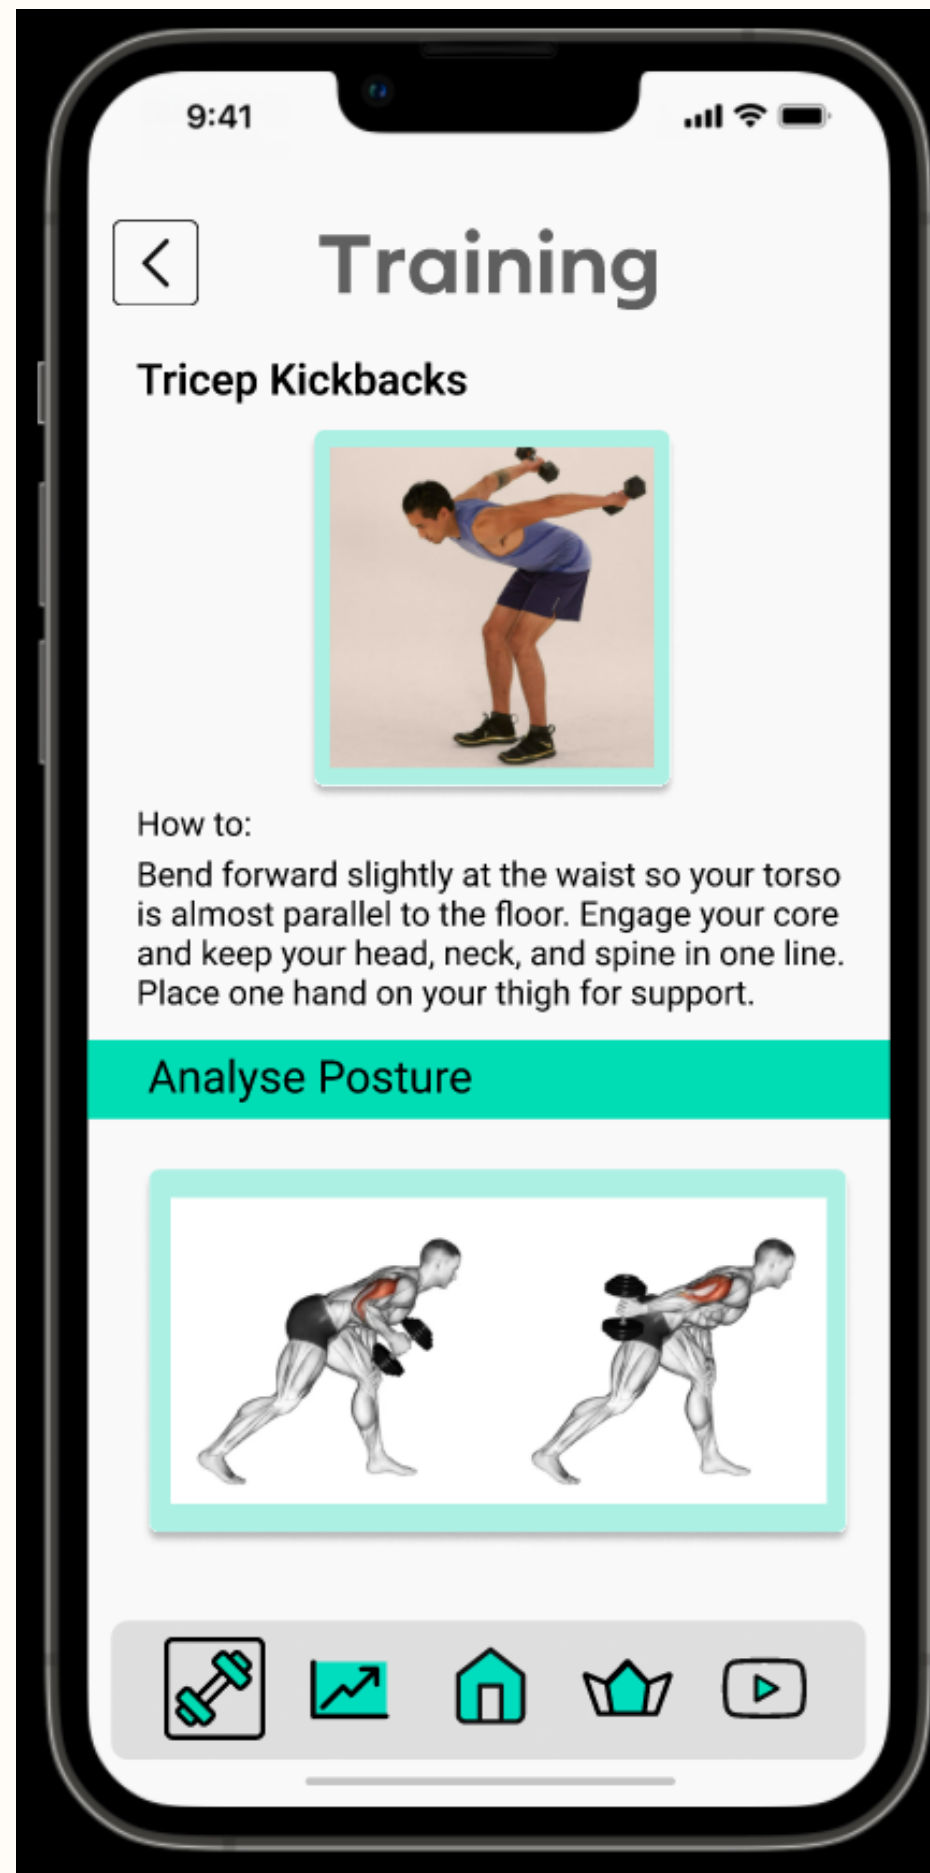 9:41
Training
Tricep Kickbacks
How to:
Bend forward slightly at the waist so your torso
is almost parallel to the floor. Engage your core
and keep your head, neck, and spine in one line.
Place one hand on your thigh for support.
Analyse Posture